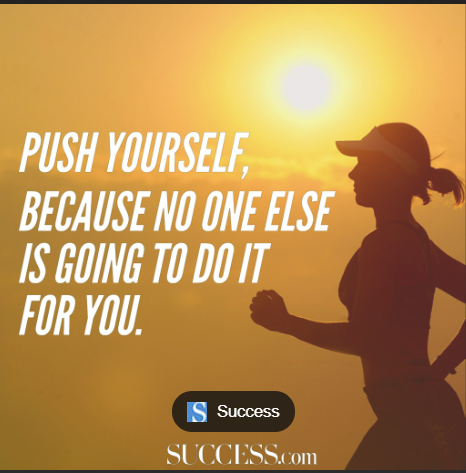 PUSH YOURSELF,
BECAUSE NO ONE ELSE
IS GOING TO DO IT
FOR YOU.
S Success
SUCCESS.com